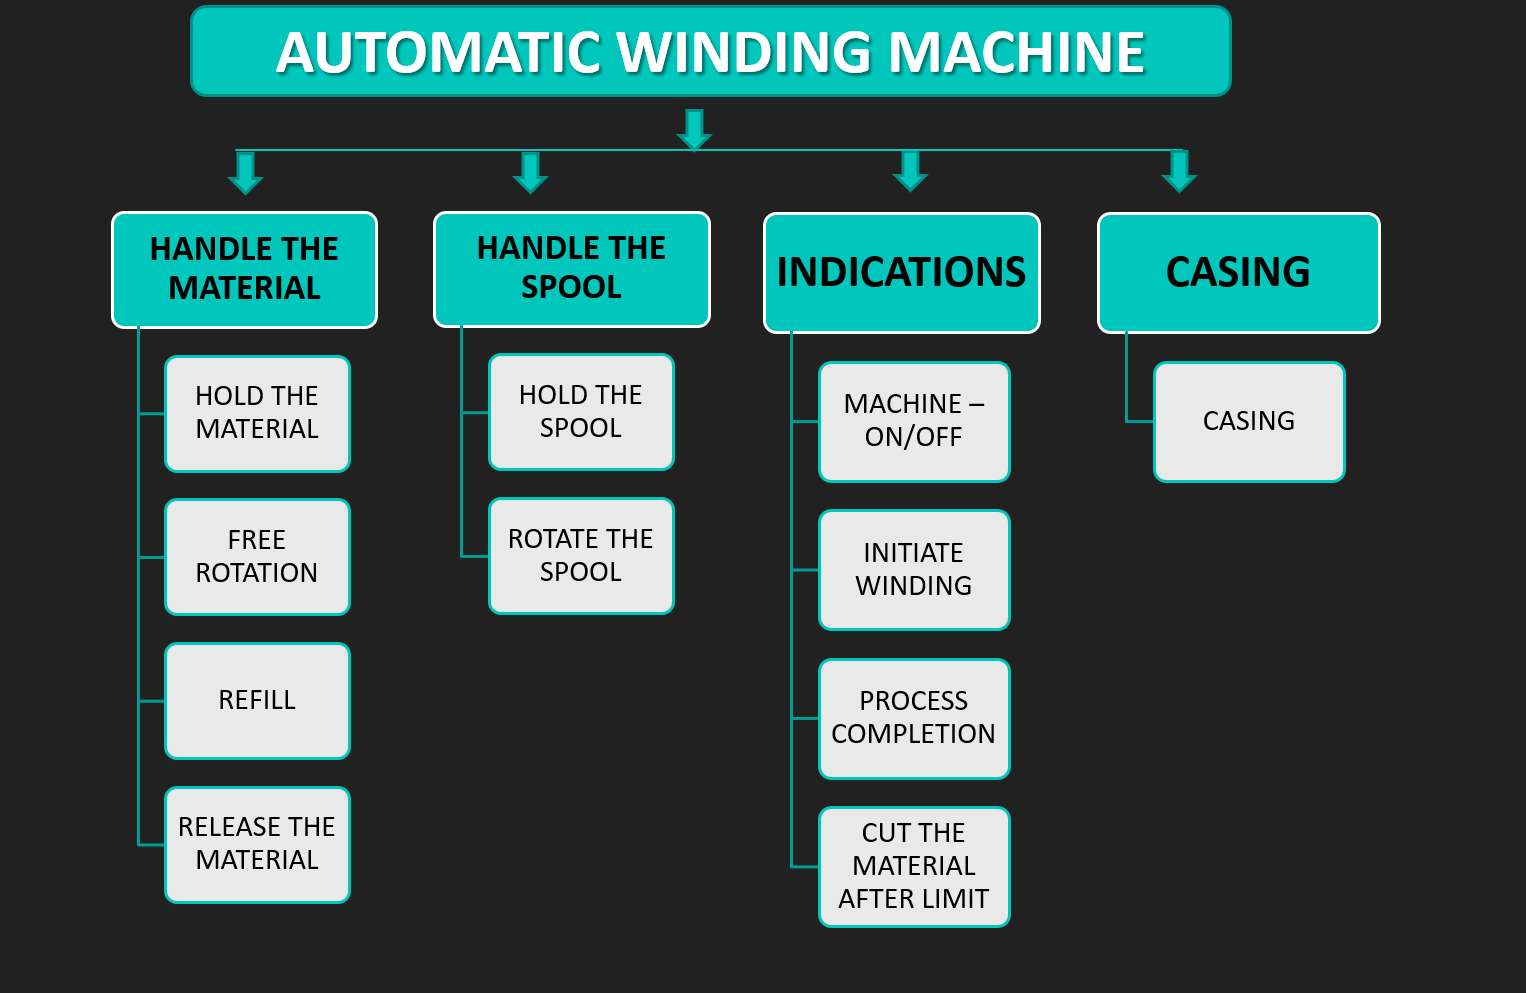 AUTOMATIC WINDING MACHINE
HANDLE THE
MATERIAL
HOLD THE
MATERIAL
FREE
ROTATION
REFILL
RELEASE THE
MATERIAL
HANDLE THE
SPOOL
HOLD THE
SPOOL
ROTATE THE
SPOOL
INDICATIONS
MACHINE –
ON/OFF
INITIATE
WINDING
PROCESS
COMPLETION
CUT THE
MATERIAL
AFTER LIMIT
CASING
CASING